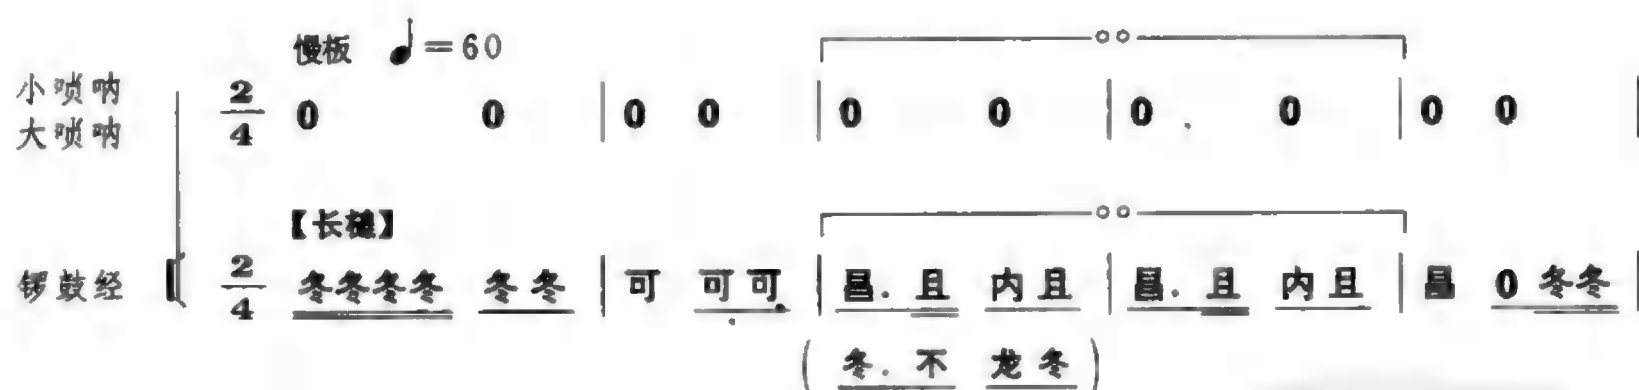 慢板 ♩=60
小唢呐
大唢呐
2/4 0 0 | 0 0 | 0 0 | 0. 0 | 0 0 |
【长槌】
锣鼓经 2/4 冬冬冬冬 冬冬 | 可 可可 | 昌. 且 内且 | 昌. 且 内且 | 昌 0 冬冬 |
(冬. 不 龙冬)